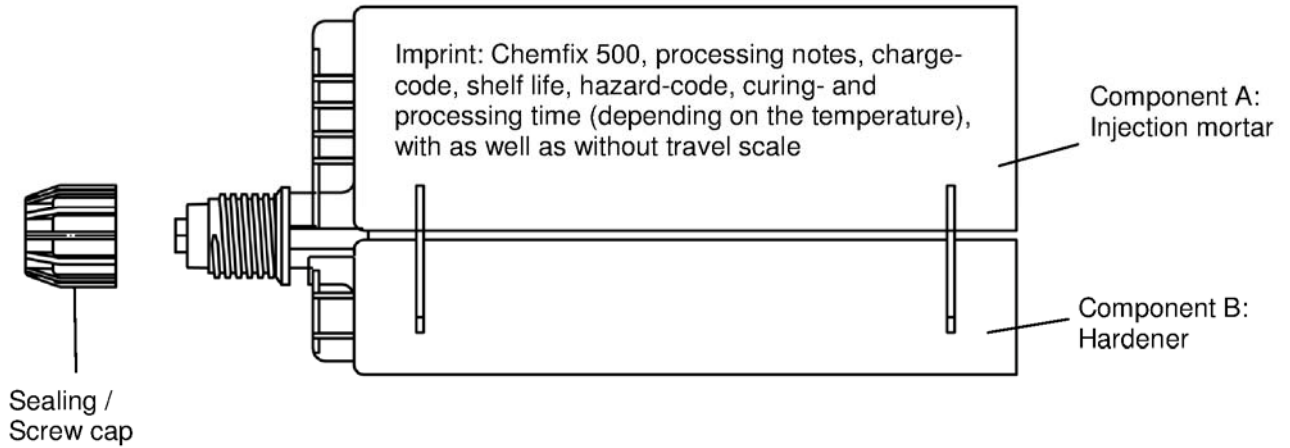 Imprint: Chemfix 500, processing notes, charge-
code, shelf life, hazard-code, curing- and
processing time (depending on the temperature),
with as well as without travel scale
Component A:
Injection mortar
Component B:
Hardener
Sealing /
Screw cap